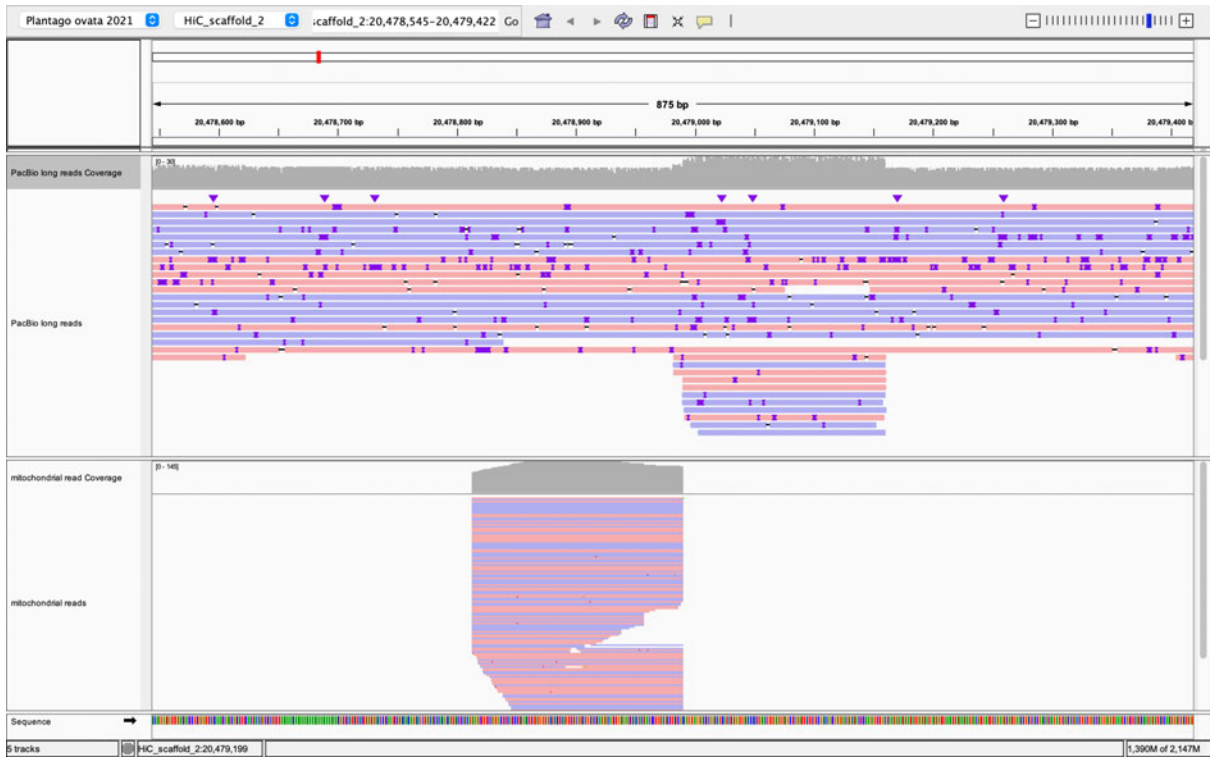 Plantago ovata 2021 HiC_scaffold_2 :caffold_2:20,478,545-20,479,422 Go
875 bp
20,478,600 bp 20,478,700 bp 20,478,800 bp 20,478,900 bp 20,479,000 bp 20,479,100 bp 20,479,200 bp 20,479,300 bp 20,479,400 b
[0 - 30]
PacBio long reads Coverage
PacBio long reads
[0 - 145]
mitochondrial read Coverage
mitochondrial reads
Sequence
5 tracks HiC_scaffold_2:20,479,199 1,390M of 2,147M